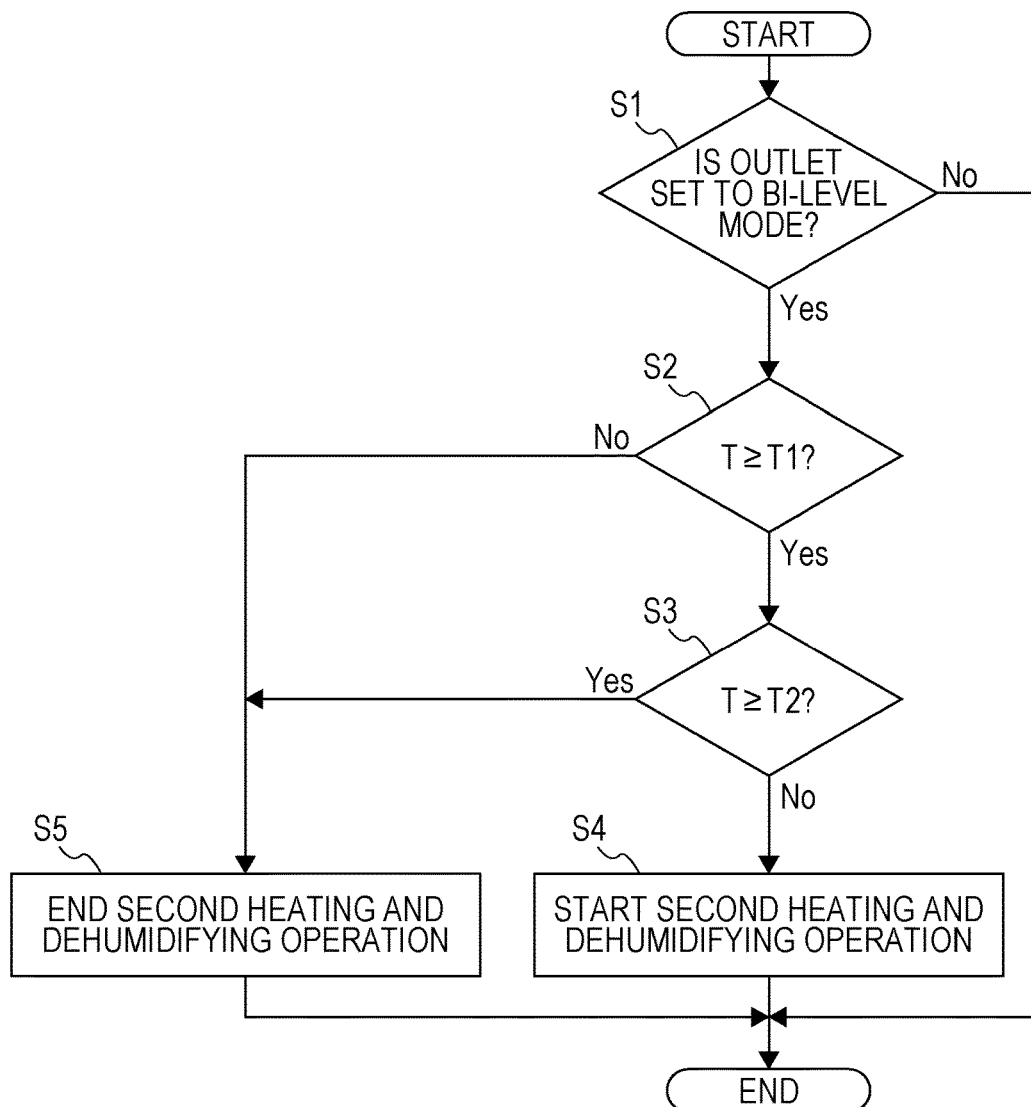 START
S1
IS OUTLET
SET TO BI-LEVEL
MODE?
No
Yes
S2
No
T ≥ T1?
Yes
S3
Yes
T ≥ T2?
No
S5
S4
END SECOND HEATING AND
DEHUMIDIFYING OPERATION
START SECOND HEATING AND
DEHUMIDIFYING OPERATION
END